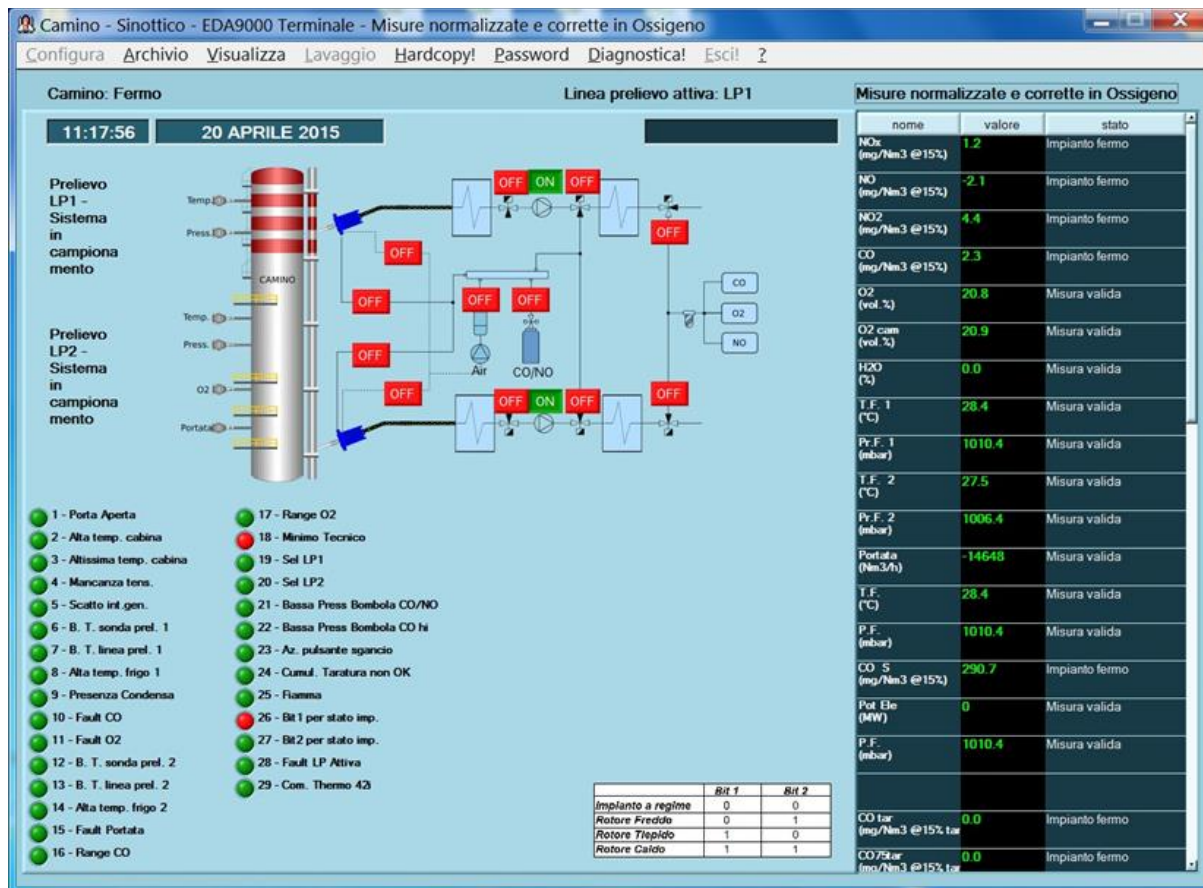 Camino - Sinottico - EDA9000 Terminale - Misure normalizzate e corrette in Ossigeno
Configura Archivio Visualizza Lavaggio Hardcopy! Password Diagnostica! Esci! ?
Camino: Fermo
Linea prelievo attiva: LP1
Misure normalizzate e corrette in Ossigeno
11:17:56
20 APRILE 2015
Prelievo
LP1 -
Sistema
in
campiona
mento
Prelievo
LP2 -
Sistema
in
campiona
mento
Temp.
Press.
CAMINO
Temp.
Press.
O2
Portata
OFF ON OFF
OFF
OFF
OFF
OFF
OFF
OFF
OFF
Air
CO/NO
OFF ON OFF
OFF
CO
O2
NO
1 - Porta Aperta
2 - Alta temp. cabina
3 - Altissima temp. cabina
4 - Mancanza tens.
5 - Scatto int.gen.
6 - B. T. sonda prel. 1
7 - B. T. linea prel. 1
8 - Alta temp. frigo 1
9 - Presenza Condensa
10 - Fault CO
11 - Fault O2
12 - B. T. sonda prel. 2
13 - B. T. linea prel. 2
14 - Alta temp. frigo 2
15 - Fault Portata
16 - Range CO
17 - Range O2
18 - Minimo Tecnico
19 - Sel LP1
20 - Sel LP2
21 - Bassa Press Bombola CO/NO
22 - Bassa Press Bombola CO hi
23 - Az. pulsante sgancio
24 - Cumul. Taratura non OK
25 - Fiamma
26 - Bit1 per stato imp.
27 - Bit2 per stato imp.
28 - Fault LP Attiva
29 - Com. Thermo 42i
Bit 1 Bit 2
Impianto a regime 0 0
Rotore Freddo 0 1
Rotore Tiepido 1 0
Rotore Caldo 1 1
nome valore stato
NOx 1.2 Impianto fermo
(mg/Nm3 @15%)
NO -2.1 Impianto fermo
(mg/Nm3 @15%)
NO2 4.4 Impianto fermo
(mg/Nm3 @15%)
CO 2.3 Impianto fermo
(mg/Nm3 @15%)
O2 20.8 Misura valida
(vol.%)
O2 cam 20.9 Misura valida
(vol.%)
H2O 0.0 Misura valida
(%)
T.F. 1 28.4 Misura valida
(°C)
Pr.F. 1 1010.4 Misura valida
(mbar)
T.F. 2 27.5 Misura valida
(°C)
Pr.F. 2 1006.4 Misura valida
(mbar)
Portata -14648 Misura valida
(Nm3/h)
T.F. 28.4 Misura valida
(°C)
P.F. 1010.4 Misura valida
(mbar)
CO S 290.7 Impianto fermo
(mg/Nm3 @15%)
Pot Ele 0 Misura valida
(MW)
P.F. 1010.4 Misura valida
(mbar)
CO tar 0.0 Impianto fermo
(mg/Nm3 @15% tar
CO75tar 0.0 Impianto fermo
(mg/Nm3 @15% tar